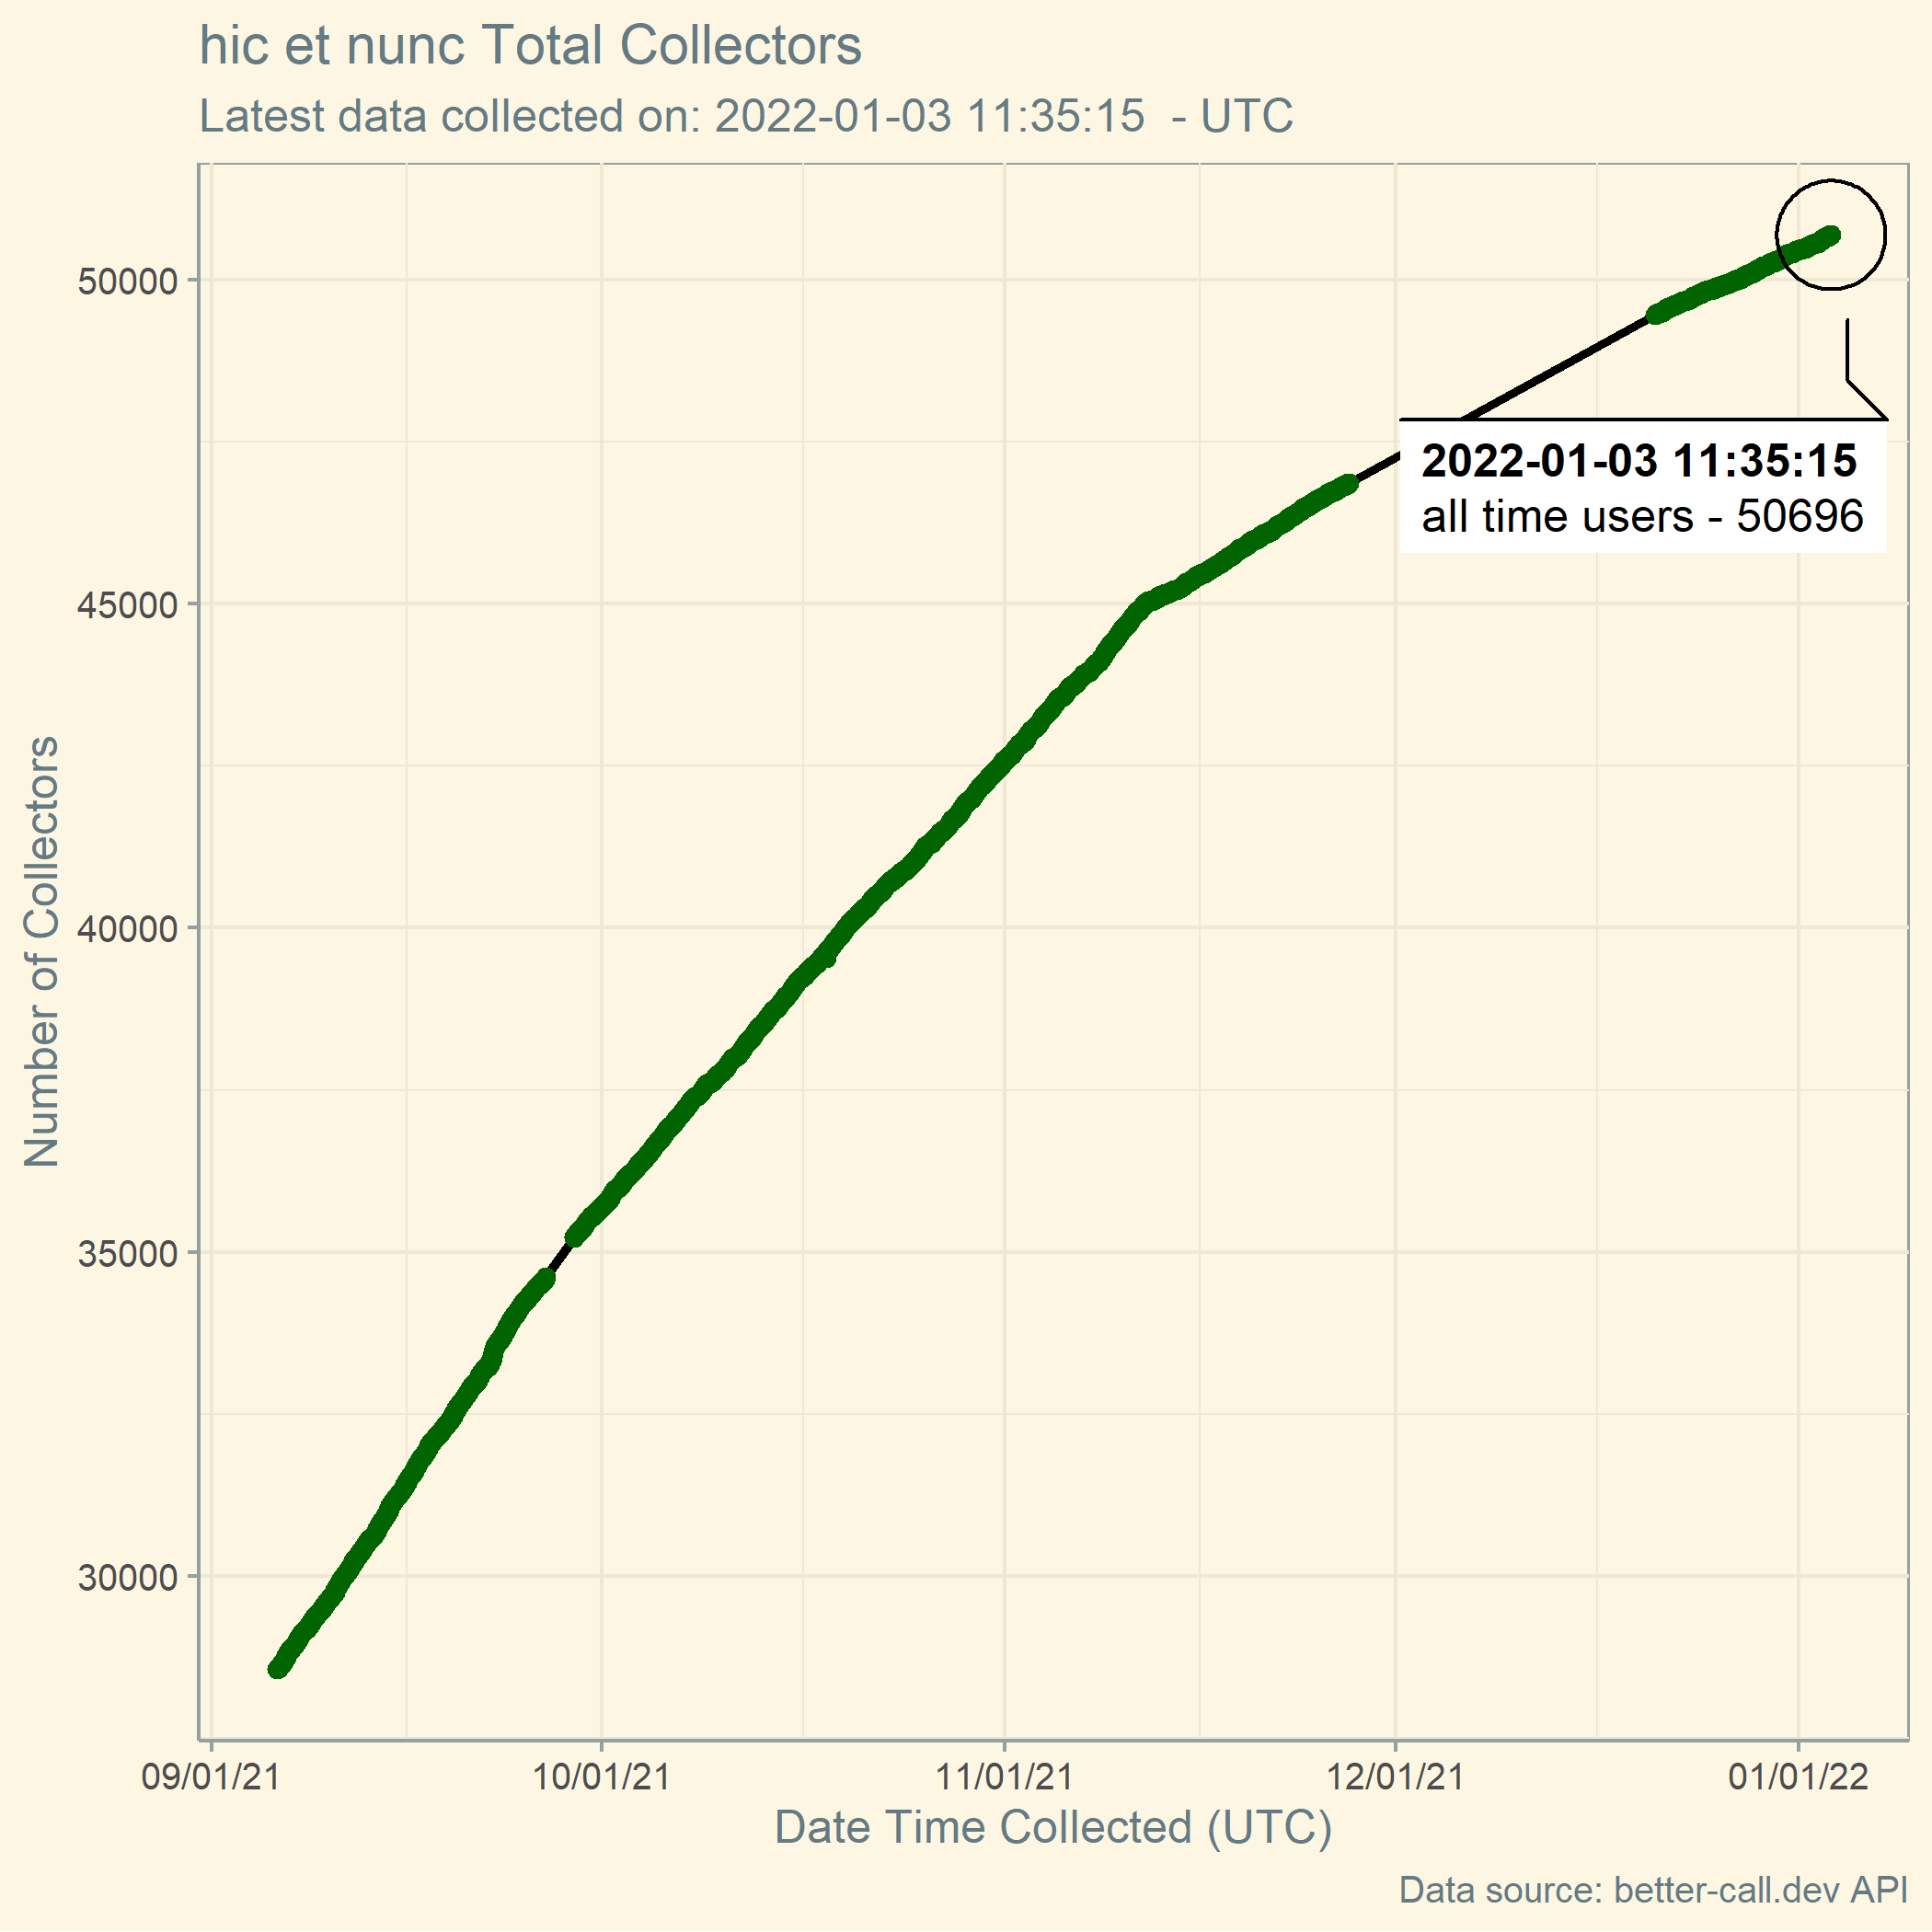 hic et nunc Total Collectors
Latest data collected on: 2022-01-03 11:35:15  - UTC
Number of Collectors
50000
45000
40000
35000
30000
2022-01-03 11:35:15
all time users - 50696
09/01/21 10/01/21 11/01/21 12/01/21 01/01/22
Date Time Collected (UTC)
Data source: better-call.dev API